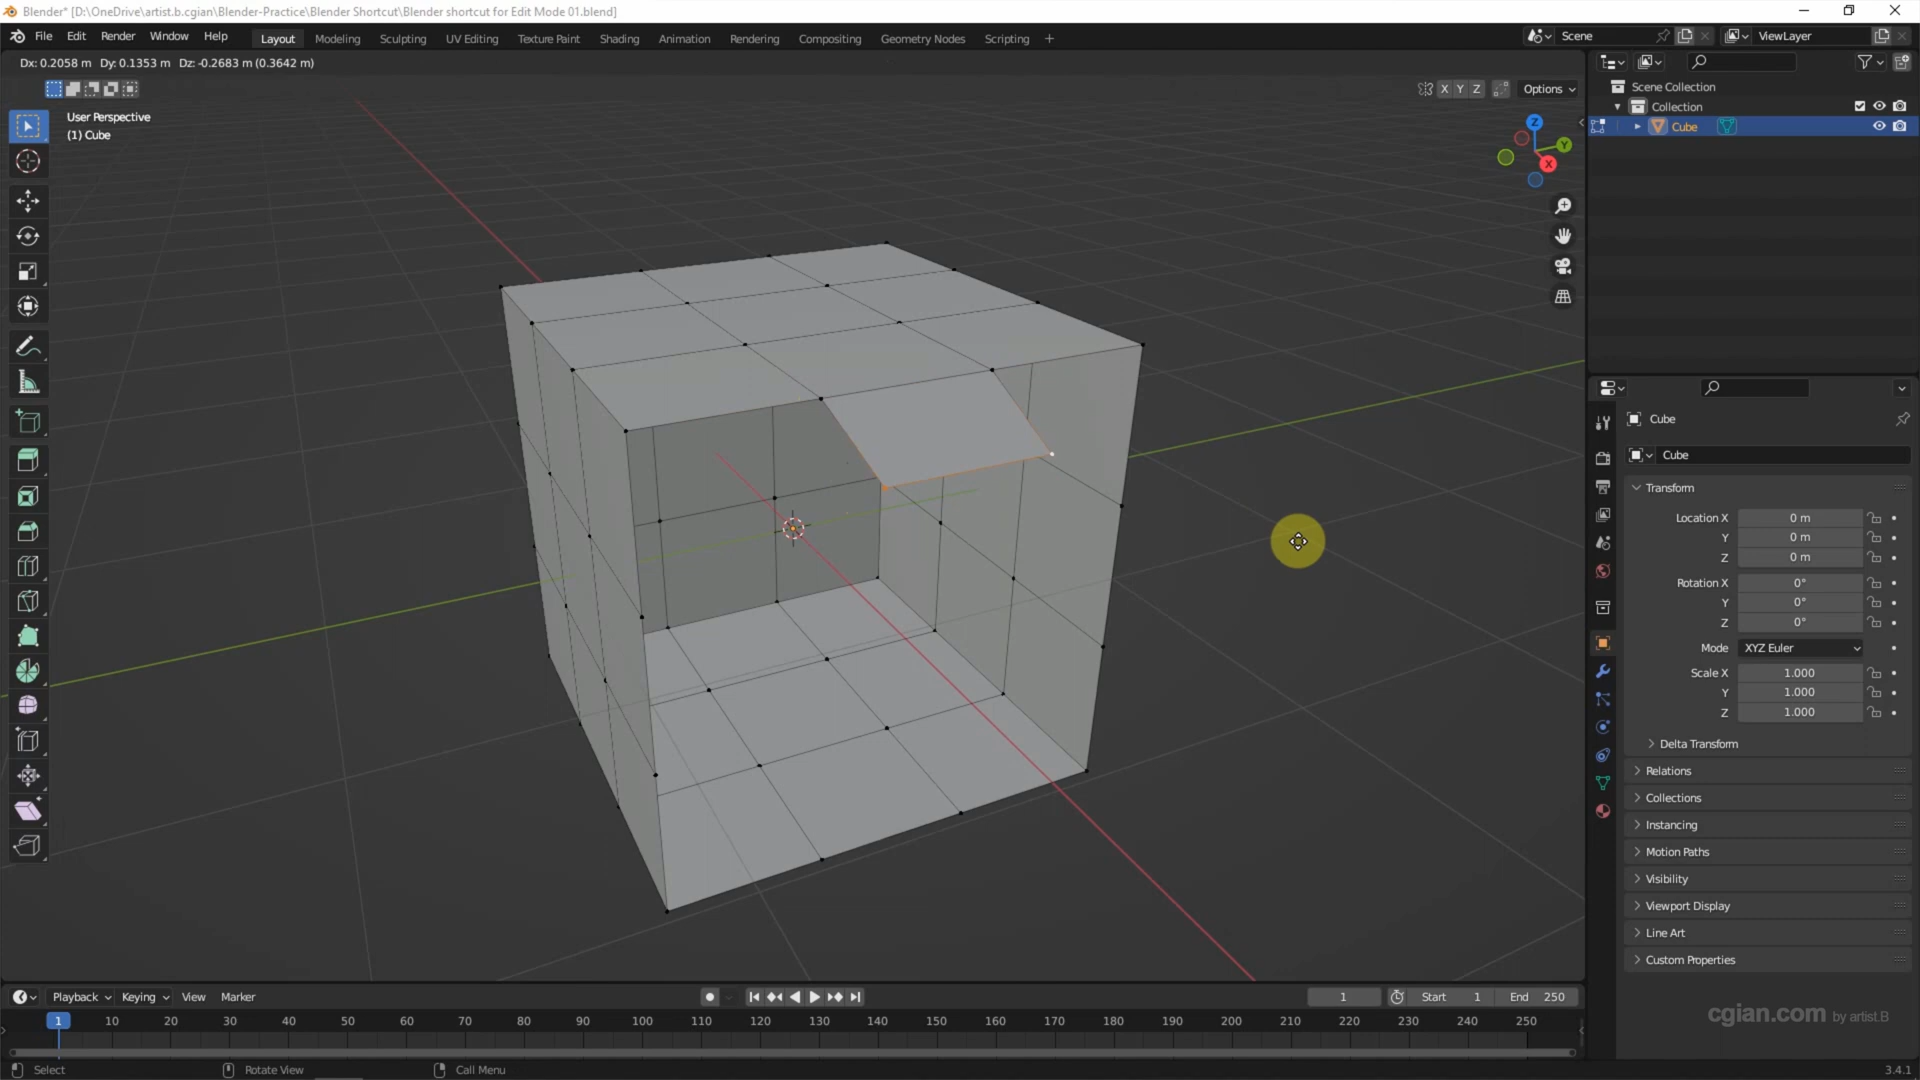 Blender* [D:\OneDrive\artist.b.cgian\Blender-Practice\Blender Shortcut\Blender shortcut for Edit Mode 01.blend]
File Edit Render Window Help Layout Modeling Sculpting UV Editing Texture Paint Shading Animation Rendering Compositing Geometry Nodes Scripting + Scene ViewLayer
Dx: 0.2058 m Dy: 0.1353 m Dz: -0.2683 m (0.3642 m)
X Y Z Options
User Perspective
(1) Cube
Z
Y
X
Scene Collection
Collection
Cube
Cube
Cube
Transform
Location X 0 m
Y 0 m
Z 0 m
Rotation X 0°
Y 0°
Z 0°
Mode XYZ Euler
Scale X 1.000
Y 1.000
Z 1.000
Delta Transform
Relations
Collections
Instancing
Motion Paths
Visibility
Viewport Display
Line Art
Custom Properties
Playback Keying View Marker 1 Start 1 End 250
1 10 20 30 40 50 60 70 80 90 100 110 120 130 140 150 160 170 180 190 200 210 220 230 240 250
cgian.com by artist.B
Select Rotate View Call Menu 3.4.1